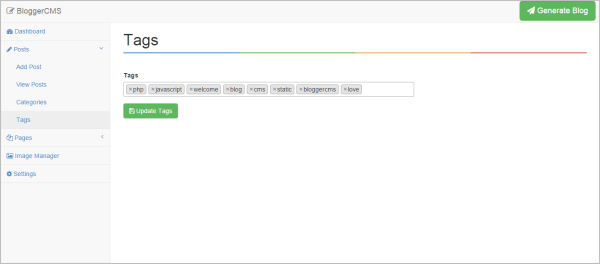 BloggerCMS
Generate Blog
Dashboard
Posts
Add Post
View Posts
Categories
Tags
Pages
Image Manager
Settings
Tags
Tags
×php ×javascript ×welcome ×blog ×cms ×static ×bloggercms ×love
Update Tags